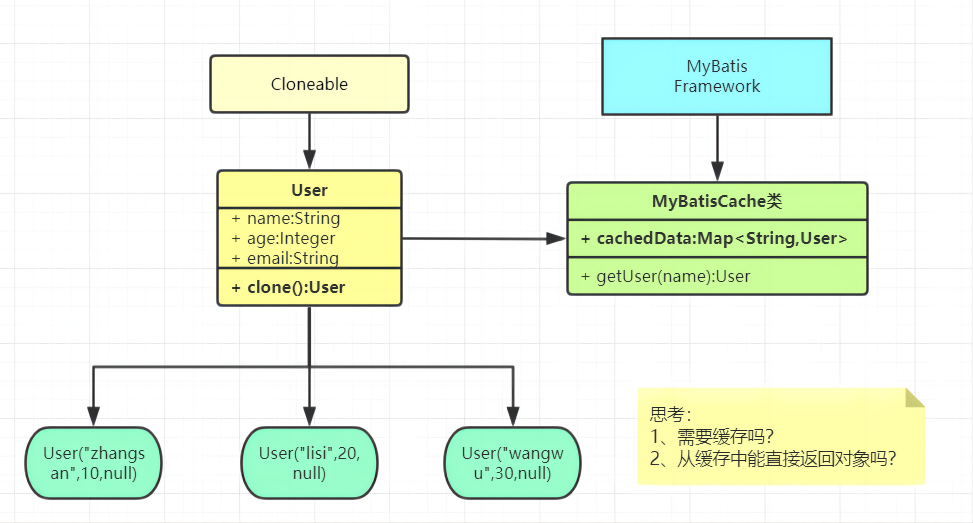 Cloneable
MyBatis
Framework
User
+ name:String
+ age:Integer
+ email:String
+ clone():User
MyBatisCache类
+ cachedData:Map<String,User>
+ getUser(name):User
User("zhangs
an",10,null)
User("lisi",20,
null)
User("wangw
u",30,null)
思考:
1、需要缓存吗?
2、从缓存中能直接返回对象吗?